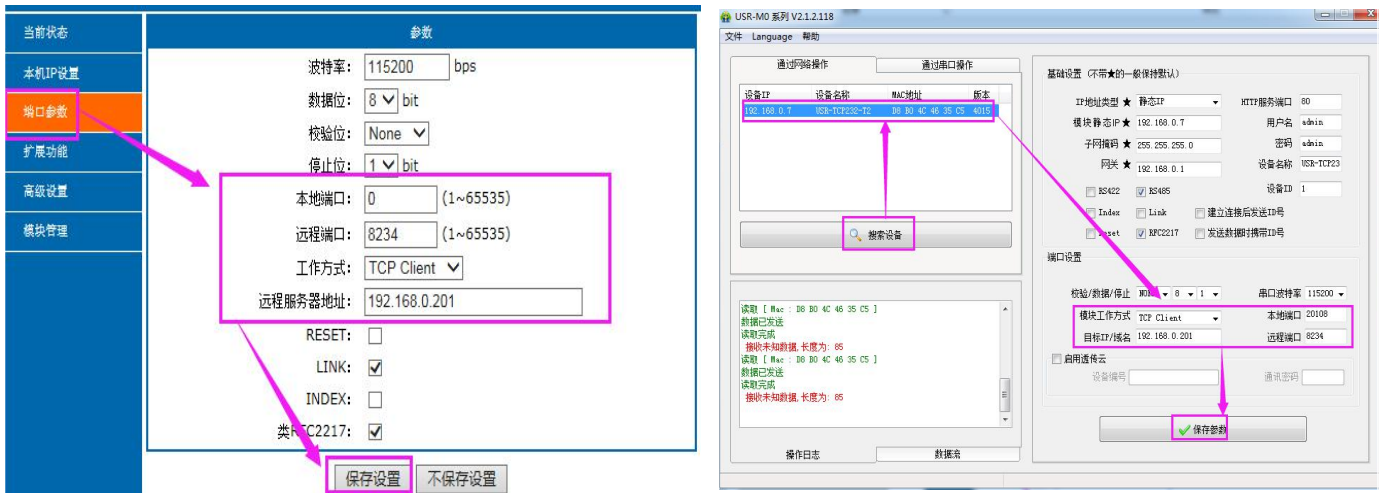 当前状态
本机IP设置
端口参数
扩展功能
高级设置
模块管理
参数
波特率： 115200 bps
数据位： 8 bit
校验位： None
停止位： 1 bit
本地端口： 0 (1~65535)
远程端口： 8234 (1~65535)
工作方式： TCP Client
远程服务器地址： 192.168.0.201
RESET：
LINK：
INDEX：
类RFC2217：
保存设置 不保存设置
USR-M0 系列 V2.1.2.118
文件 Language 帮助
通过网络操作 通过串口操作
设备IP 设备名称 MAC地址 版本
192.168.0.7 USR-TCP232-T2 D8 B0 4C 46 35 C5 4015
搜索设备
读取 [ Mac : D8 B0 4C 46 35 C5 ]
数据已发送
读取完成
接收未知数据,长度为: 85
读取 [ Mac : D8 B0 4C 46 35 C5 ]
数据已发送
读取完成
接收未知数据,长度为: 85
操作日志 数据流
基础设置 (不带★的一般保持默认)
IP地址类型 ★ 静态IP HTTP服务端口 80
模块静态IP★ 192.168.0.7 用户名 admin
子网掩码 ★ 255.255.255.0 密码 admin
网关 ★ 192.168.0.1 设备名称 USR-TCP23
RS422 RS485 设备ID 1
Index Link 建立连接后发送ID号
Reset RFC2217 发送数据时携带ID号
端口设置
校验/数据/停止 NONE 8 1 串口波特率 115200
模块工作方式 TCP Client 本地端口 20108
目标IP/域名 192.168.0.201 远程端口 8234
启用透传云
设备编号 通讯密码
保存参数